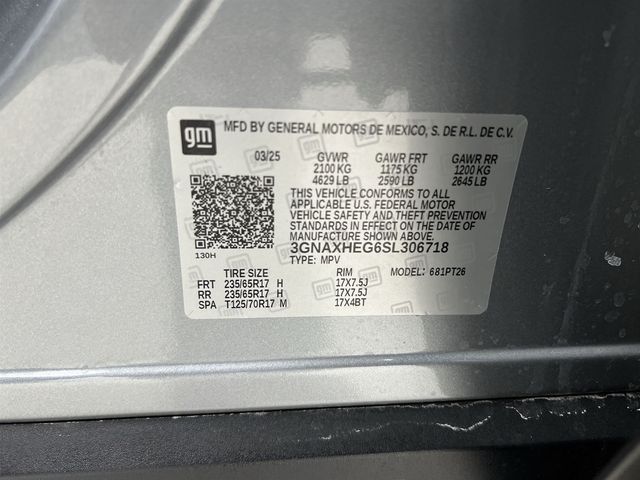 gm MFD BY GENERAL MOTORS DE MEXICO, S. DE R.L. DE C.V.
03/25 GVWR GAWR FRT GAWR RR
2100 KG 1175 KG 1200 KG
4629 LB 2590 LB 2645 LB
THIS VEHICLE CONFORMS TO ALL
APPLICABLE U.S. FEDERAL MOTOR
VEHICLE SAFETY AND THEFT PREVENTION
STANDARDS IN EFFECT ON THE DATE OF
MANUFACTURE SHOWN ABOVE.
3GNAXHEG6SL306718
130H
TYPE: MPV MODEL: 681PT26
TIRE SIZE RIM
FRT 235/65R17 H 17X7.5J
RR 235/65R17 H 17X7.5J
SPA T125/70R17 M 17X4BT